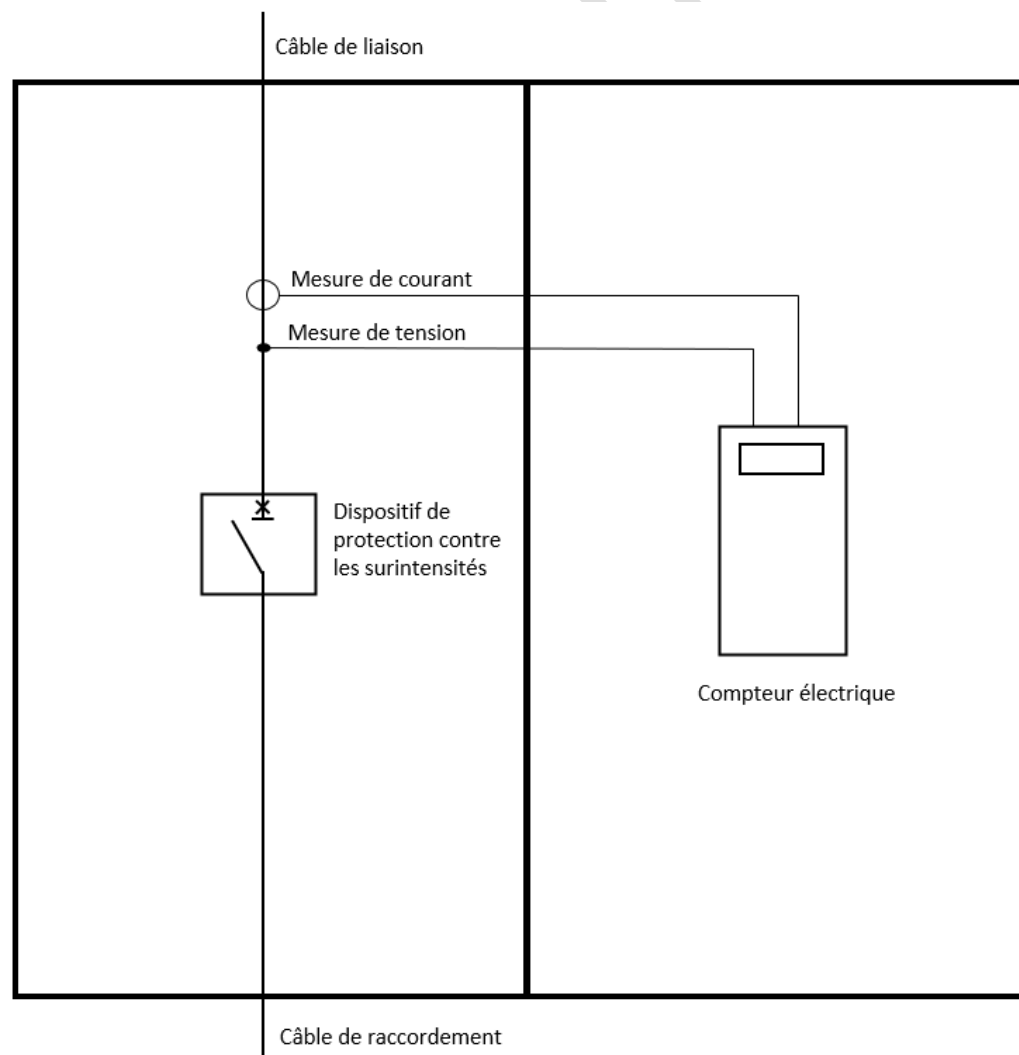 Câble de liaison
Mesure de courant
Mesure de tension
Dispositif de
protection contre
les surintensités
Compteur électrique
Câble de raccordement